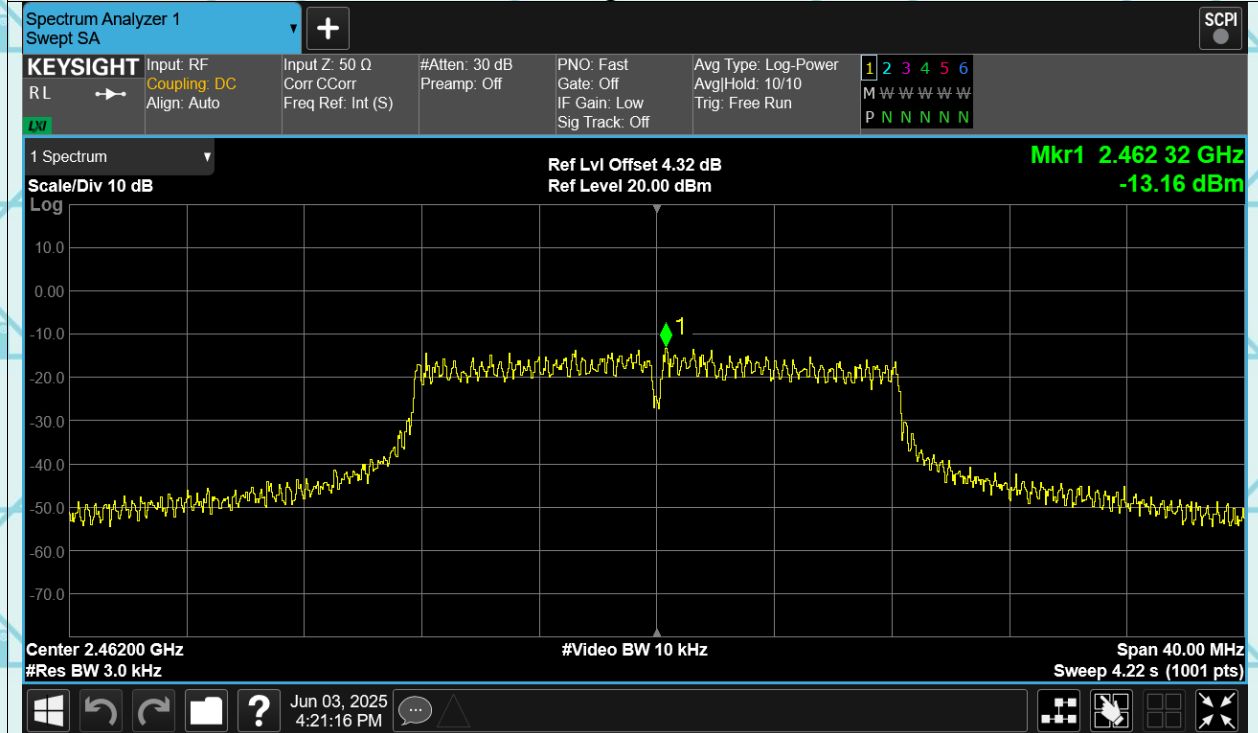 Spectrum Analyzer 1
Swept SA
SCPI
KEYSIGHT
R L
LXI
Input: RF
Coupling: DC
Align: Auto
Input Z: 50 Ω
Corr CCorr
Freq Ref: Int (S)
#Atten: 30 dB
Preamp: Off
PNO: Fast
Gate: Off
IF Gain: Low
Sig Track: Off
Avg Type: Log-Power
Avg|Hold: 10/10
Trig: Free Run
1 2 3 4 5 6
M W W W W W
P N N N N N
1 Spectrum
Scale/Div 10 dB
Ref Lvl Offset 4.32 dB
Ref Level 20.00 dBm
Mkr1 2.462 32 GHz
-13.16 dBm
Log
10.0
0.00
-10.0
-20.0
-30.0
-40.0
-50.0
-60.0
-70.0
1
Center 2.46200 GHz
#Res BW 3.0 kHz
#Video BW 10 kHz
Span 40.00 MHz
Sweep 4.22 s (1001 pts)
?
Jun 03, 2025
4:21:16 PM